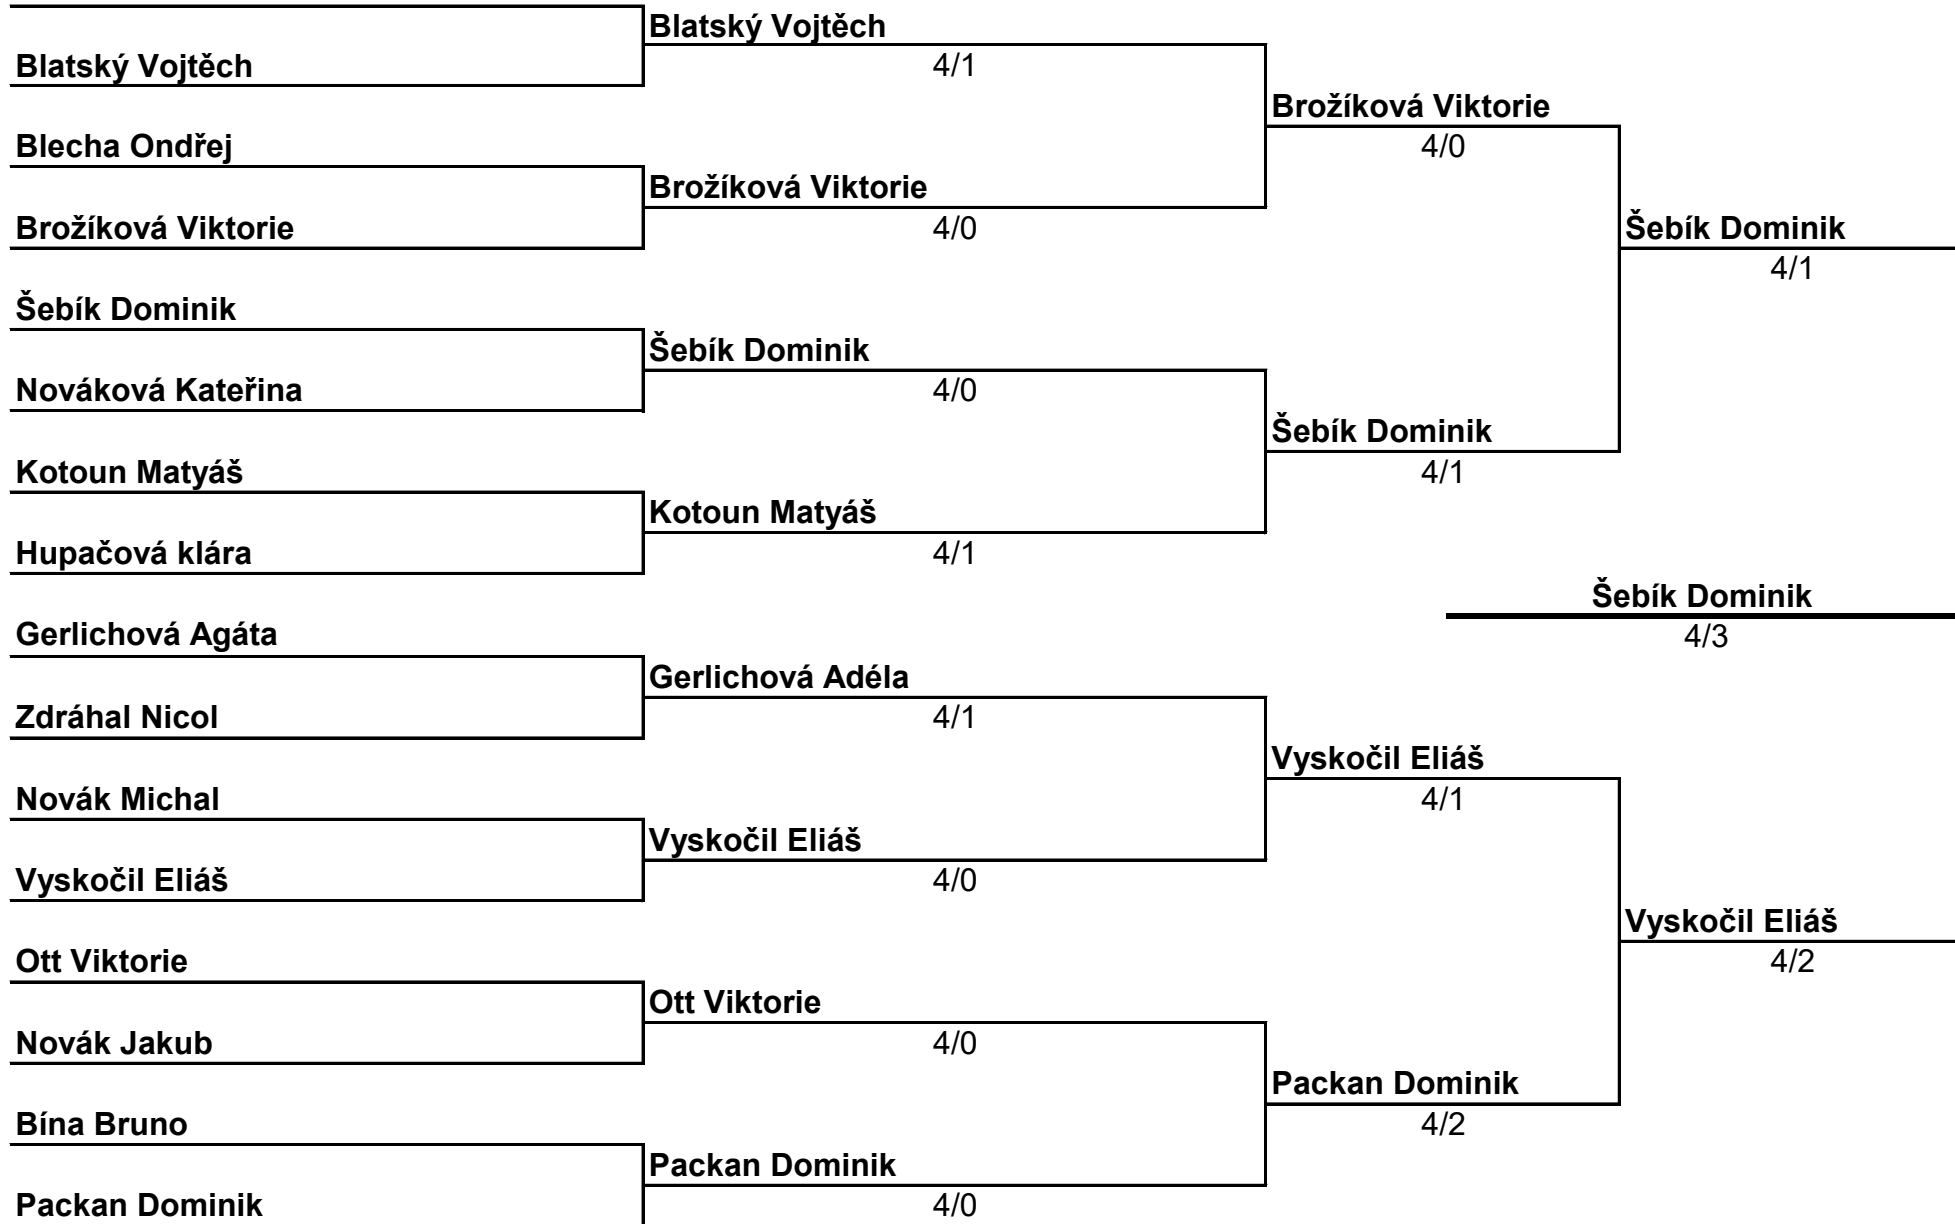 Blatský Vojtěch
Blatský Vojtěch
4/1
Brožíková Viktorie
Blecha Ondřej
4/0
Brožíková Viktorie
Brožíková Viktorie
4/0
Šebík Dominik
4/1
Šebík Dominik
Šebík Dominik
Nováková Kateřina
4/0
Šebík Dominik
Kotoun Matyáš
4/1
Kotoun Matyáš
Hupačová klára
4/1
Šebík Dominik
Gerlichová Agáta
4/3
Gerlichová Adéla
Zdráhal Nicol
4/1
Vyskočil Eliáš
Novák Michal
4/1
Vyskočil Eliáš
Vyskočil Eliáš
4/0
Vyskočil Eliáš
Ott Viktorie
4/2
Ott Viktorie
Novák Jakub
4/0
Packan Dominik
Bína Bruno
4/2
Packan Dominik
Packan Dominik
4/0